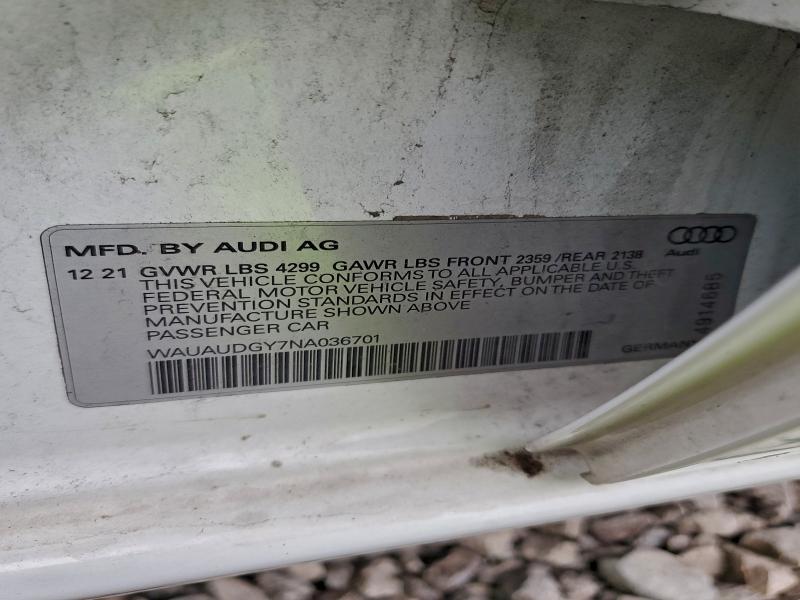 MFD. BY AUDI AG
12 21 GVWR LBS 4299 GAWR LBS FRONT 2359 /REAR 2138
THIS VEHICLE CONFORMS TO ALL APPLICABLE U.S.
FEDERAL MOTOR VEHICLE SAFETY, BUMPER AND THEFT
PREVENTION STANDARDS IN EFFECT ON THE DATE OF
MANUFACTURE SHOWN ABOVE
PASSENGER CAR
WAUAUDGY7NA036701
Audi
GERMANY